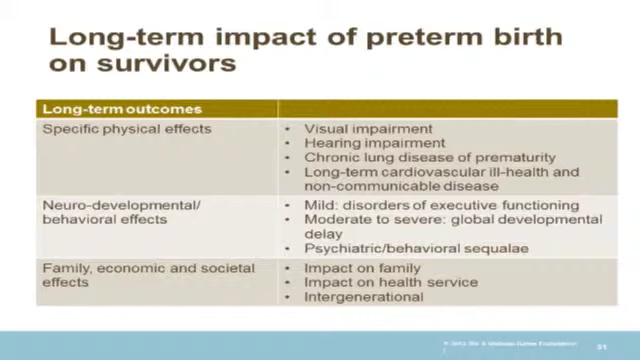 Long-term impact of preterm birth
on survivors
Long-term outcomes
Specific physical effects
• Visual impairment
• Hearing impairment
• Chronic lung disease of prematurity
• Long-term cardiovascular ill-health and
non-communicable disease
Neuro-developmental/
behavioral effects
• Mild: disorders of executive functioning
• Moderate to severe: global developmental
delay
• Psychiatric/behavioral sequalae
Family, economic and societal
effects
• Impact on family
• Impact on health service
• Intergenerational
Gates Foundation
31